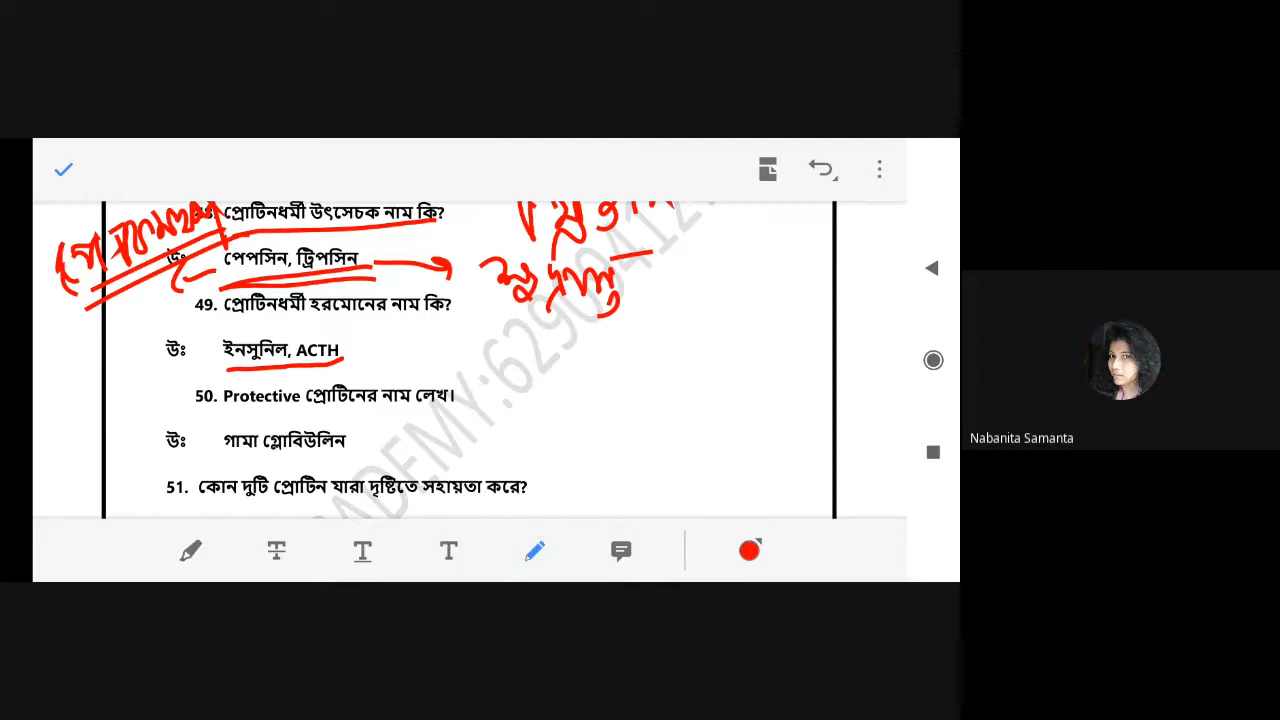 প্রোটিনধর্মী উৎসেচক নাম কি?
উঃ পেপসিন, ট্রিপসিন
49. প্রোটিনধর্মী হরমোনের নাম কি?
উঃ ইনসুনিল, ACTH
50. Protective প্রোটিনের নাম লেখ।
উঃ গামা গ্লোবিউলিন
51. কোন দুটি প্রোটিন যারা দৃষ্টিতে সহায়তা করে?
Nabanita Samanta